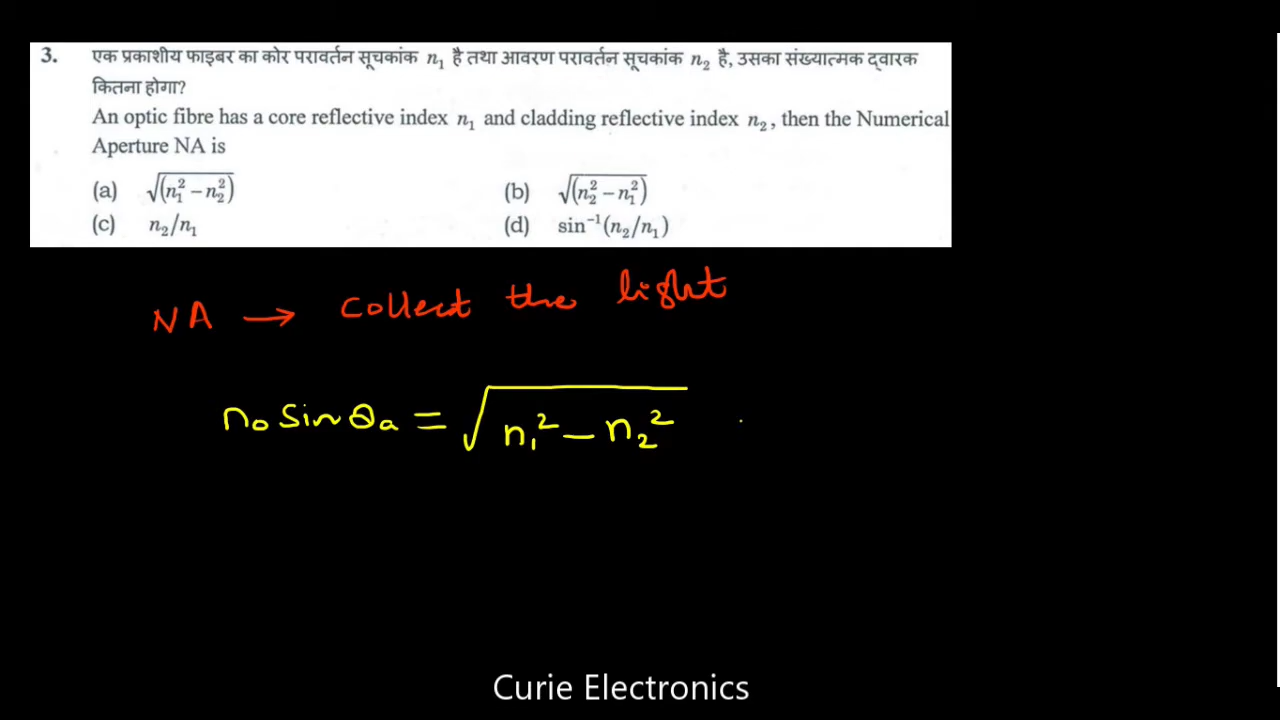 3. एक प्रकाशीय फाइबर का कोर परावर्तन सूचकांक n₁ है तथा आवरण परावर्तन सूचकांक n₂ है, उसका संख्यात्मक द्वारक
कितना होगा?
An optic fibre has a core reflective index n₁ and cladding reflective index n₂, then the Numerical
Aperture NA is
(a) √(n₁² – n₂²) (b) √(n₂² – n₁²)
(c) n₂/n₁ (d) sin⁻¹(n₂/n₁)
NA → collect the light
n₀ sin θₐ = √(n₁² – n₂²)
Curie Electronics